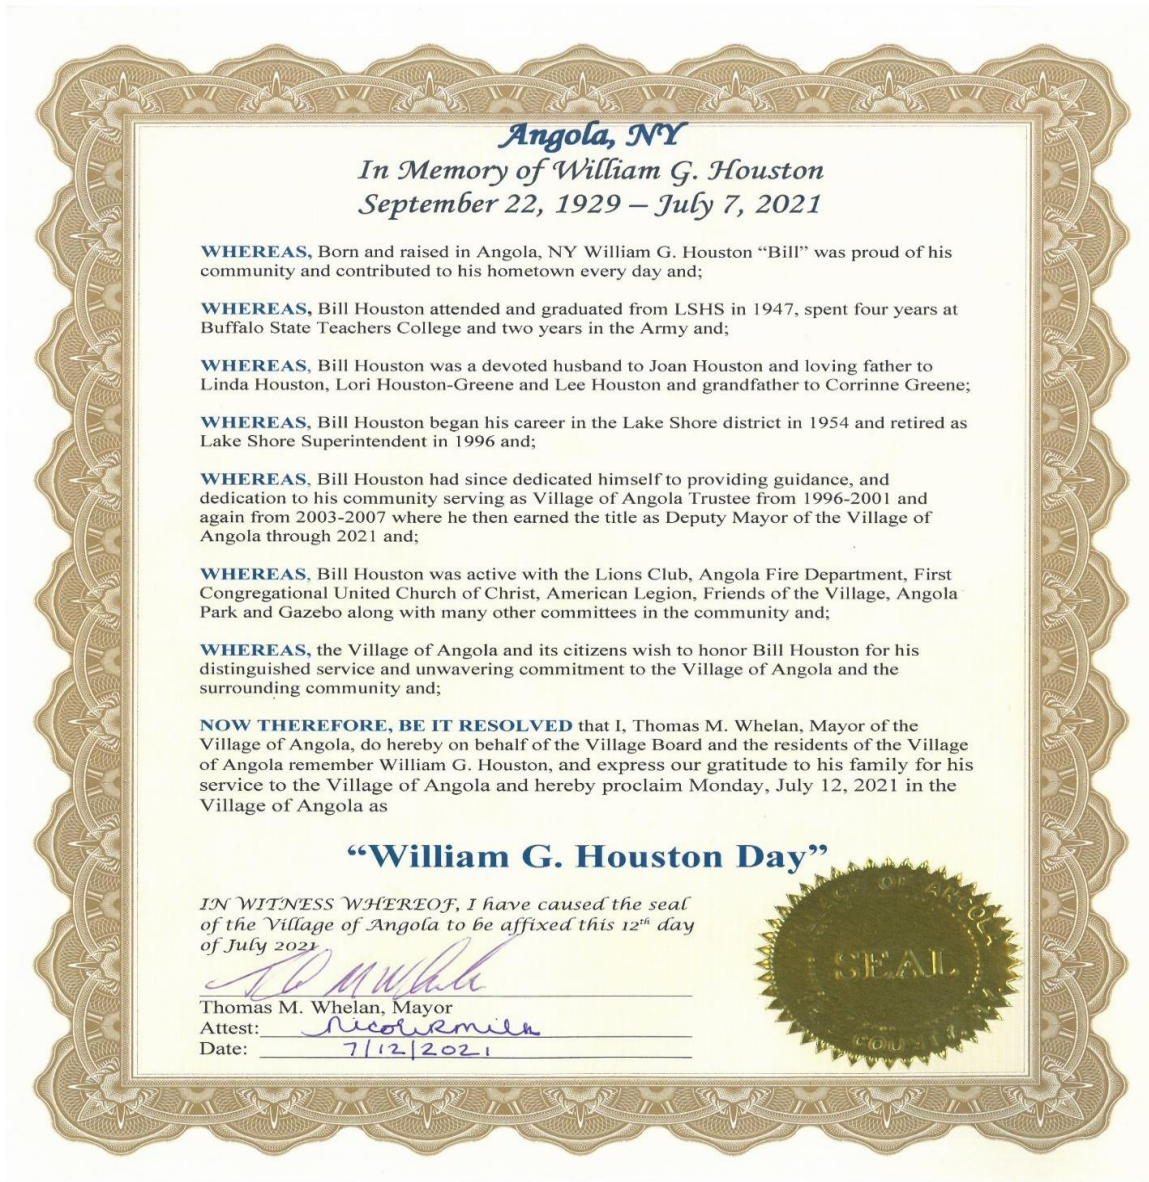 Angola, NY
In Memory of William G. Houston
September 22, 1929 – July 7, 2021
WHEREAS, Born and raised in Angola, NY William G. Houston “Bill” was proud of his
community and contributed to his hometown every day and;
WHEREAS, Bill Houston attended and graduated from LSHS in 1947, spent four years at
Buffalo State Teachers College and two years in the Army and;
WHEREAS, Bill Houston was a devoted husband to Joan Houston and loving father to
Linda Houston, Lori Houston-Greene and Lee Houston and grandfather to Corrinne Greene;
WHEREAS, Bill Houston began his career in the Lake Shore district in 1954 and retired as
Lake Shore Superintendent in 1996 and;
WHEREAS, Bill Houston had since dedicated himself to providing guidance, and
dedication to his community serving as Village of Angola Trustee from 1996-2001 and
again from 2003-2007 where he then earned the title as Deputy Mayor of the Village of
Angola through 2021 and;
WHEREAS, Bill Houston was active with the Lions Club, Angola Fire Department, First
Congregational United Church of Christ, American Legion, Friends of the Village, Angola
Park and Gazebo along with many other committees in the community and;
WHEREAS, the Village of Angola and its citizens wish to honor Bill Houston for his
distinguished service and unwavering commitment to the Village of Angola and the
surrounding community and;
NOW THEREFORE, BE IT RESOLVED that I, Thomas M. Whelan, Mayor of the
Village of Angola, do hereby on behalf of the Village Board and the residents of the Village
of Angola remember William G. Houston, and express our gratitude to his family for his
service to the Village of Angola and hereby proclaim Monday, July 12, 2021 in the
Village of Angola as
“William G. Houston Day”
IN WITNESS WHEREOF, I have caused the seal
of the Village of Angola to be affixed this 12th day
of July 2021
Thomas M. Whelan, Mayor
Attest:
Date: 7/12/2021
OF ANGOLA
SEAL